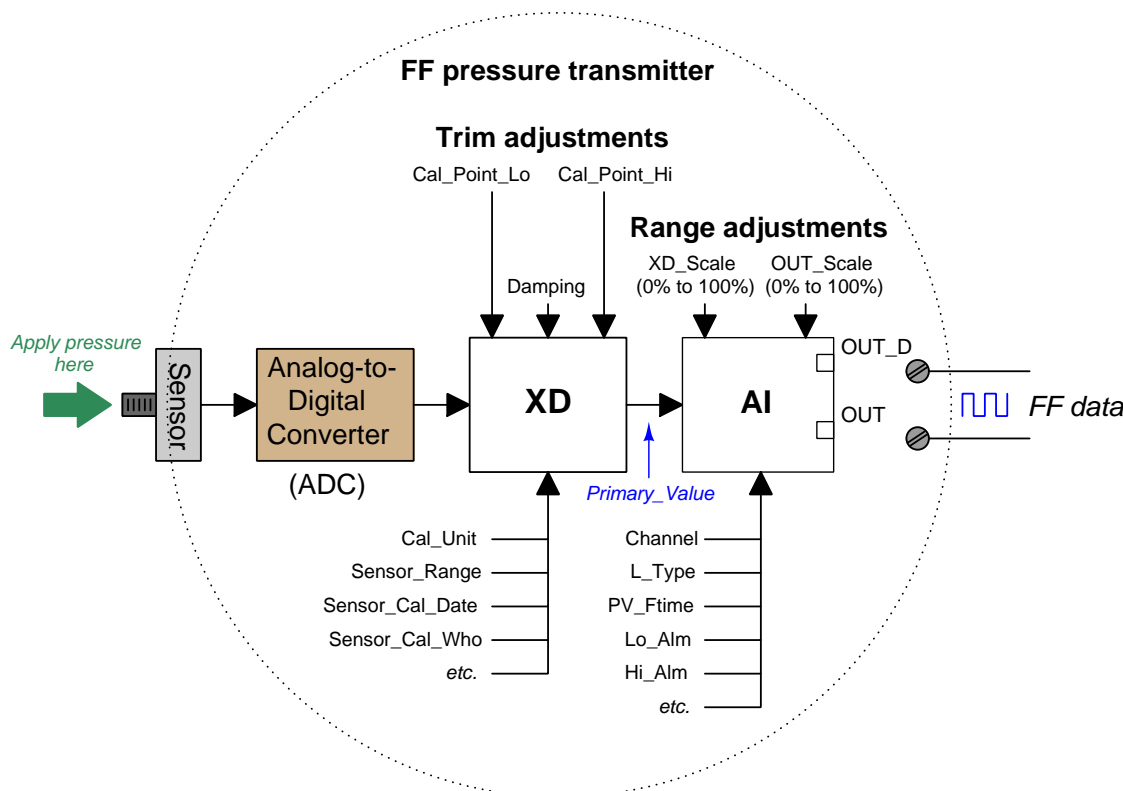 FF pressure transmitter
Trim adjustments
Cal_Point_Lo
Cal_Point_Hi
Range adjustments
XD_Scale
(0% to 100%)
OUT_Scale
(0% to 100%)
Damping
Apply pressure
here
Sensor
Analog-to-
Digital
Converter
(ADC)
XD
AI
OUT_D
OUT
FF data
Primary_Value
Cal_Unit
Sensor_Range
Sensor_Cal_Date
Sensor_Cal_Who
etc.
Channel
L_Type
PV_Ftime
Lo_Alm
Hi_Alm
etc.